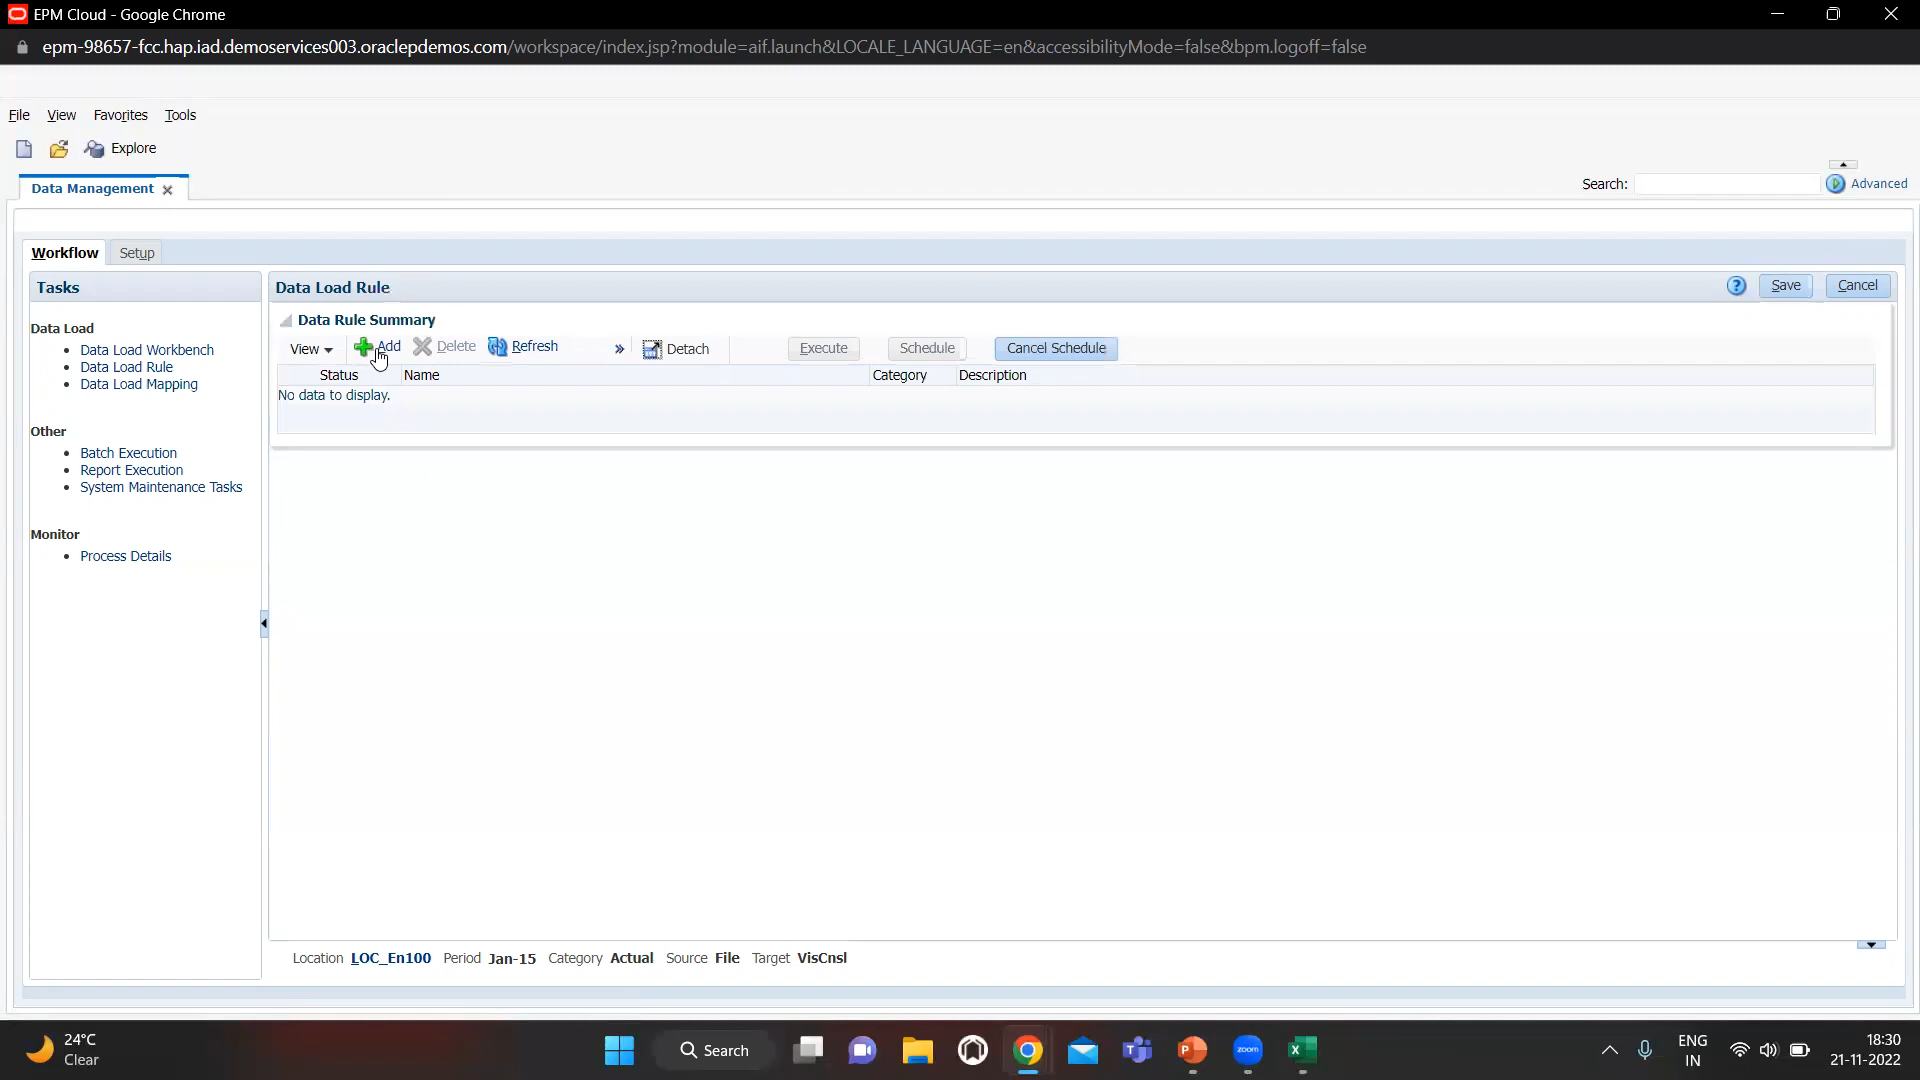 EPM Cloud - Google Chrome
epm-98657-fcc.hap.iad.demoservices003.oraclepdemos.com/workspace/index.jsp?module=aif.launch&LOCALE_LANGUAGE=en&accessibilityMode=false&bpm.logoff=false
File View Favorites Tools
Explore
Data Management
Search: Advanced
Workflow Setup
Tasks
Data Load Rule
? Save Cancel
Data Load
Data Load Workbench
Data Load Rule
Data Load Mapping
Other
Batch Execution
Report Execution
System Maintenance Tasks
Monitor
Process Details
Data Rule Summary
View Add Delete Refresh » Detach Execute Schedule Cancel Schedule
Status Name Category Description
No data to display.
Location LOC_En100 Period Jan-15 Category Actual Source File Target VisCnsl
24°C
Clear
Search
zoom
ENG
IN
18:30
21-11-2022